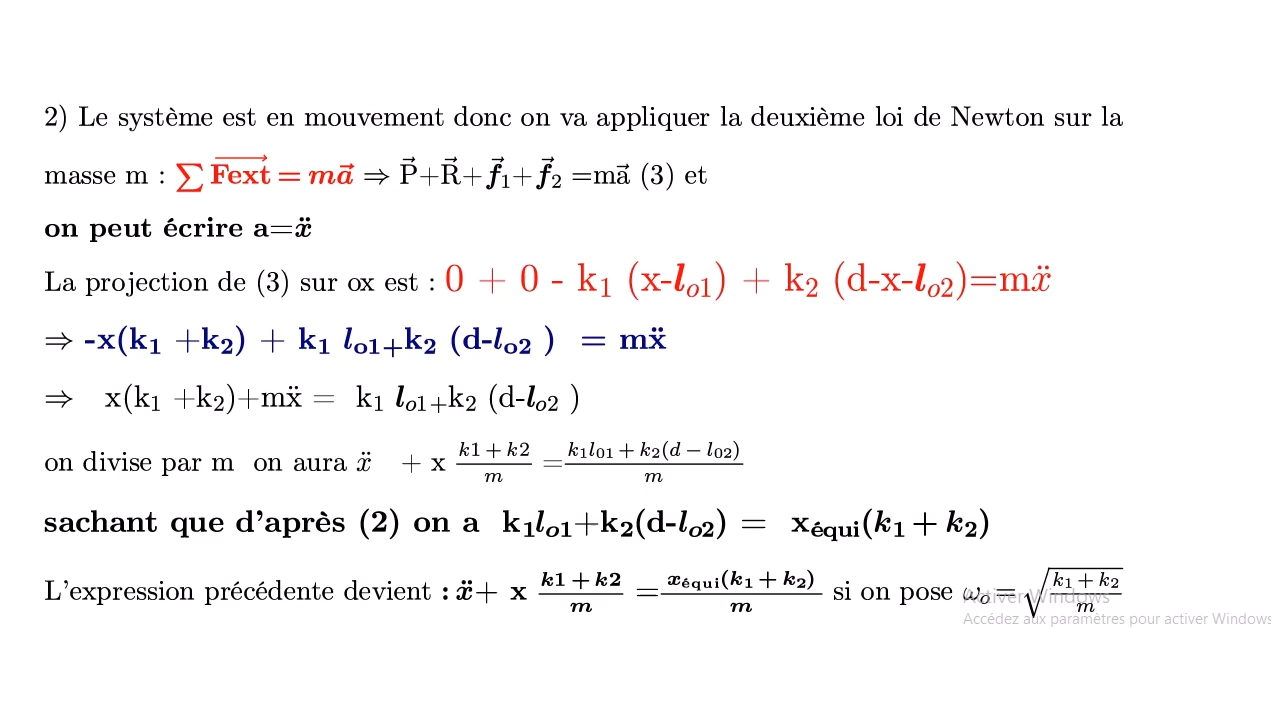 2) Le système est en mouvement donc on va appliquer la deuxième loi de Newton sur la
masse m : ∑ F⃗ext = ma⃗ ⇒ P⃗+R⃗+f⃗₁+f⃗₂ =ma⃗ (3) et
on peut écrire a=ẍ
La projection de (3) sur ox est : 0 + 0 - k₁ (x-lₒ₁) + k₂ (d-x-lₒ₂)=mẍ
⇒ -x(k₁ +k₂) + k₁ lₒ₁₊k₂ (d-lₒ₂ ) = mẍ
⇒ x(k₁ +k₂)+mẍ = k₁ lₒ₁₊k₂ (d-lₒ₂ )
on divise par m on aura ẍ + x (k1 + k2)/m = (k₁l₀₁ + k₂(d − l₀₂))/m
sachant que d'après (2) on a k₁lₒ₁+k₂(d-lₒ₂) = xéqui(k₁ + k₂)
L'expression précédente devient : ẍ+ x (k1 + k2)/m = xéqui(k₁ + k₂)/m si on pose ωₒ = √((k₁ + k₂)/m)
Activer Windows
Accédez aux paramètres pour activer Windows